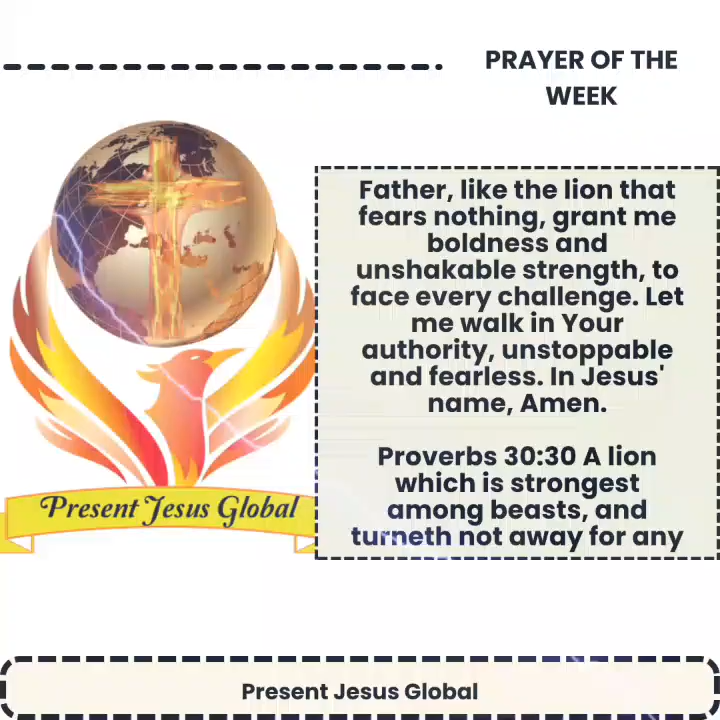 PRAYER OF THE
WEEK
Father, like the lion that
fears nothing, grant me
boldness and
unshakable strength, to
face every challenge. Let
me walk in Your
authority, unstoppable
and fearless. In Jesus'
name, Amen.
Proverbs 30:30 A lion
which is strongest
among beasts, and
turneth not away for any
Present Jesus Global
Present Jesus Global